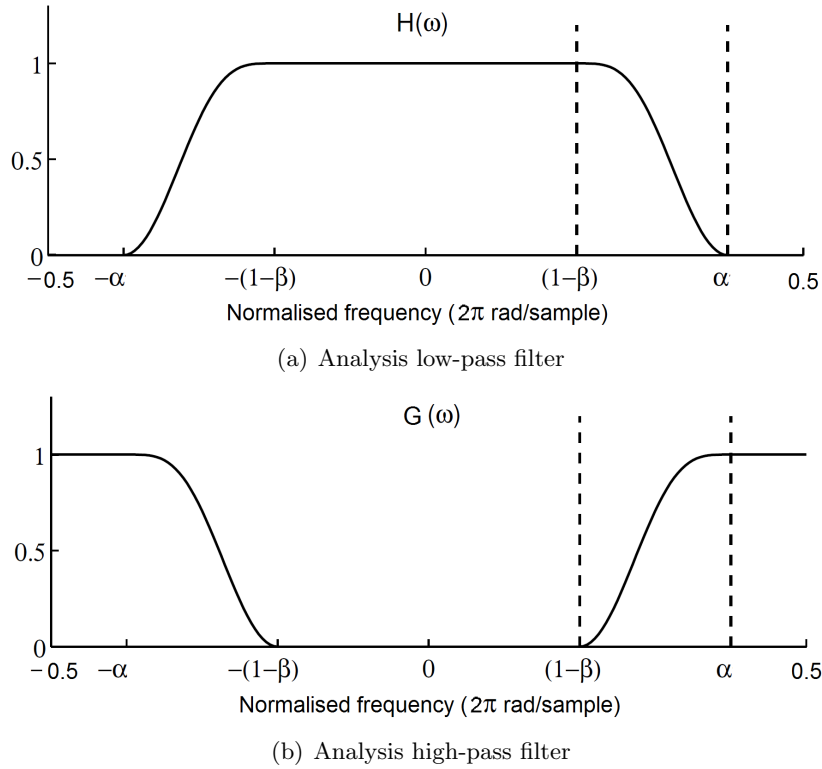 H(ω)
1
0.5
0
−0.5 −α −(1−β) 0 (1−β) α 0.5
Normalised frequency (2π rad/sample)
(a) Analysis low-pass filter
G (ω)
1
0.5
0
−0.5 −α −(1−β) 0 (1−β) α 0.5
Normalised frequency (2π rad/sample)
(b) Analysis high-pass filter